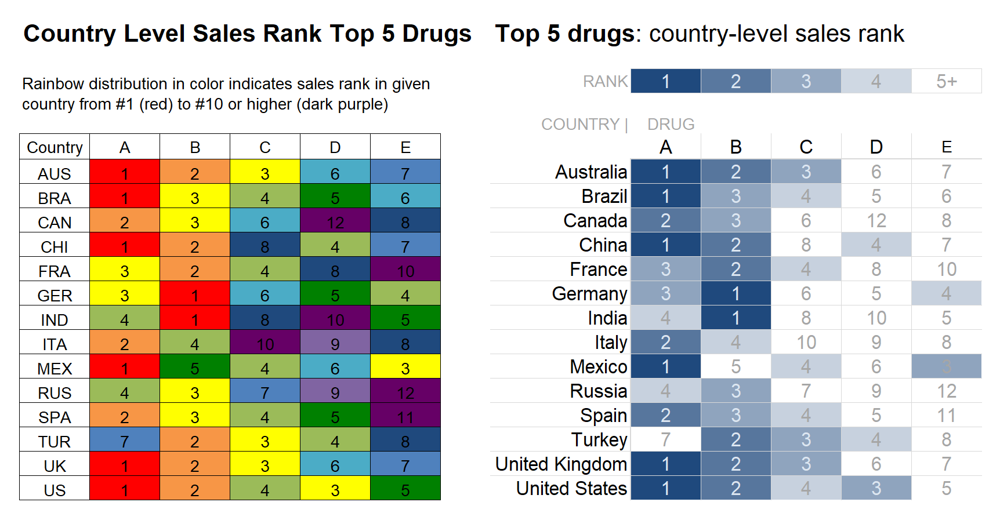 Country Level Sales Rank Top 5 Drugs
Rainbow distribution in color indicates sales rank in given
country from #1 (red) to #10 or higher (dark purple)
Country A B C D E
AUS 1 2 3 6 7
BRA 1 3 4 5 6
CAN 2 3 6 12 8
CHI 1 2 8 4 7
FRA 3 2 4 8 10
GER 3 1 6 5 4
IND 4 1 8 10 5
ITA 2 4 10 9 8
MEX 1 5 4 6 3
RUS 4 3 7 9 12
SPA 2 3 4 5 11
TUR 7 2 3 4 8
UK 1 2 3 6 7
US 1 2 4 3 5
Top 5 drugs: country-level sales rank
RANK 1 2 3 4 5+
COUNTRY | DRUG
A B C D E
Australia 1 2 3 6 7
Brazil 1 3 4 5 6
Canada 2 3 6 12 8
China 1 2 8 4 7
France 3 2 4 8 10
Germany 3 1 6 5 4
India 4 1 8 10 5
Italy 2 4 10 9 8
Mexico 1 5 4 6 3
Russia 4 3 7 9 12
Spain 2 3 4 5 11
Turkey 7 2 3 4 8
United Kingdom 1 2 3 6 7
United States 1 2 4 3 5